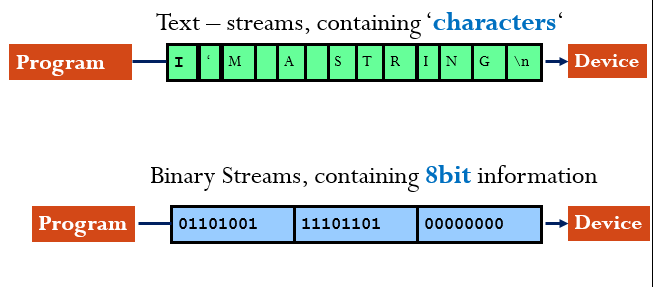 Text – streams, containing ‘characters‘
Program I ‘ M A S T R I N G \n Device
Binary Streams, containing 8bit information
Program 01101001 11101101 00000000 Device